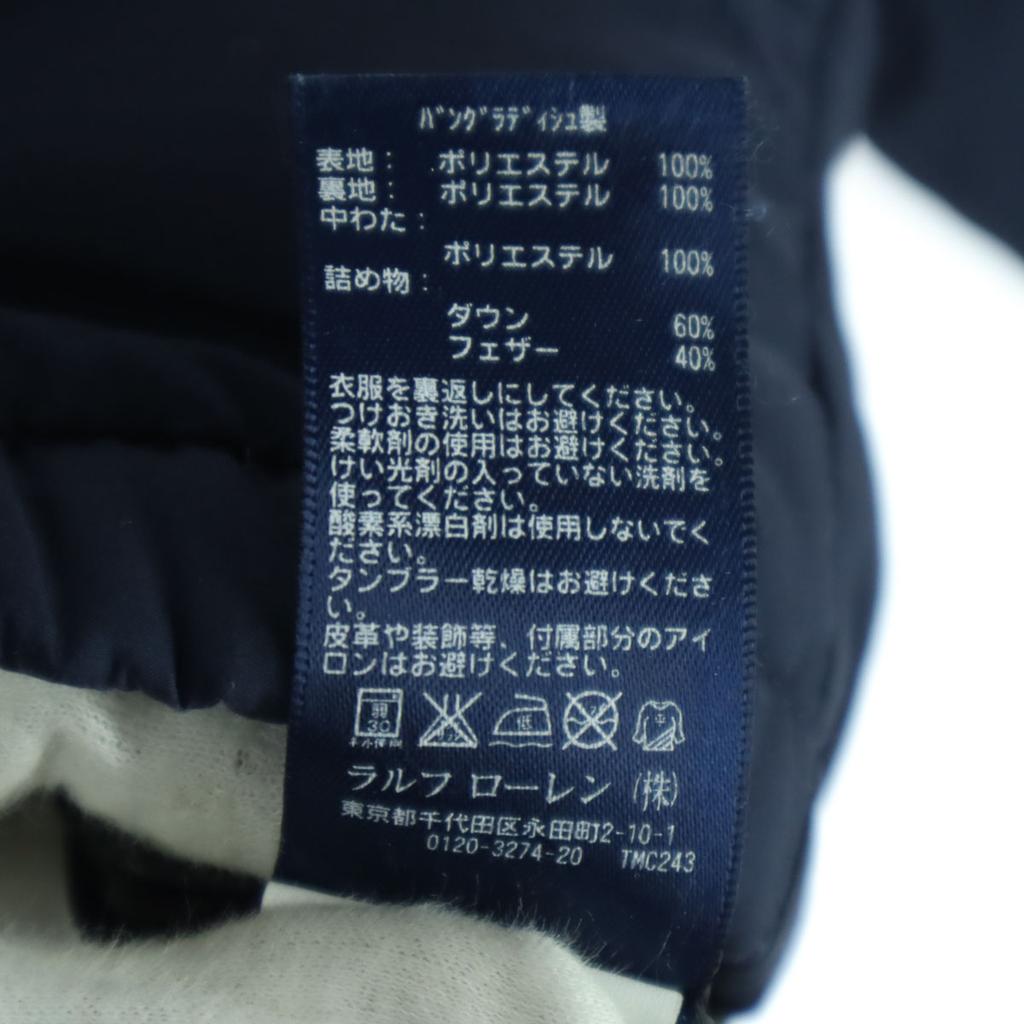 バングラディシュ製
表地： ポリエステル 100%
裏地： ポリエステル 100%
中わた：
ポリエステル 100%
詰め物：
ダウン 60%
フェザー 40%
衣服を裏返しにしてください。
つけおき洗いはお避けください。
柔軟剤の使用はお避けください。
けい光剤の入っていない洗剤を
使ってください。
酸素系漂白剤は使用しないでく
ださい。
タンブラー乾燥はお避けくださ
い。
皮革や装飾等、付属部分のアイ
ロンはお避けください。
弱 30 低 平
ラルフ ローレン（株）
東京都千代田区永田町2-10-1
0120-3274-20 TMC243